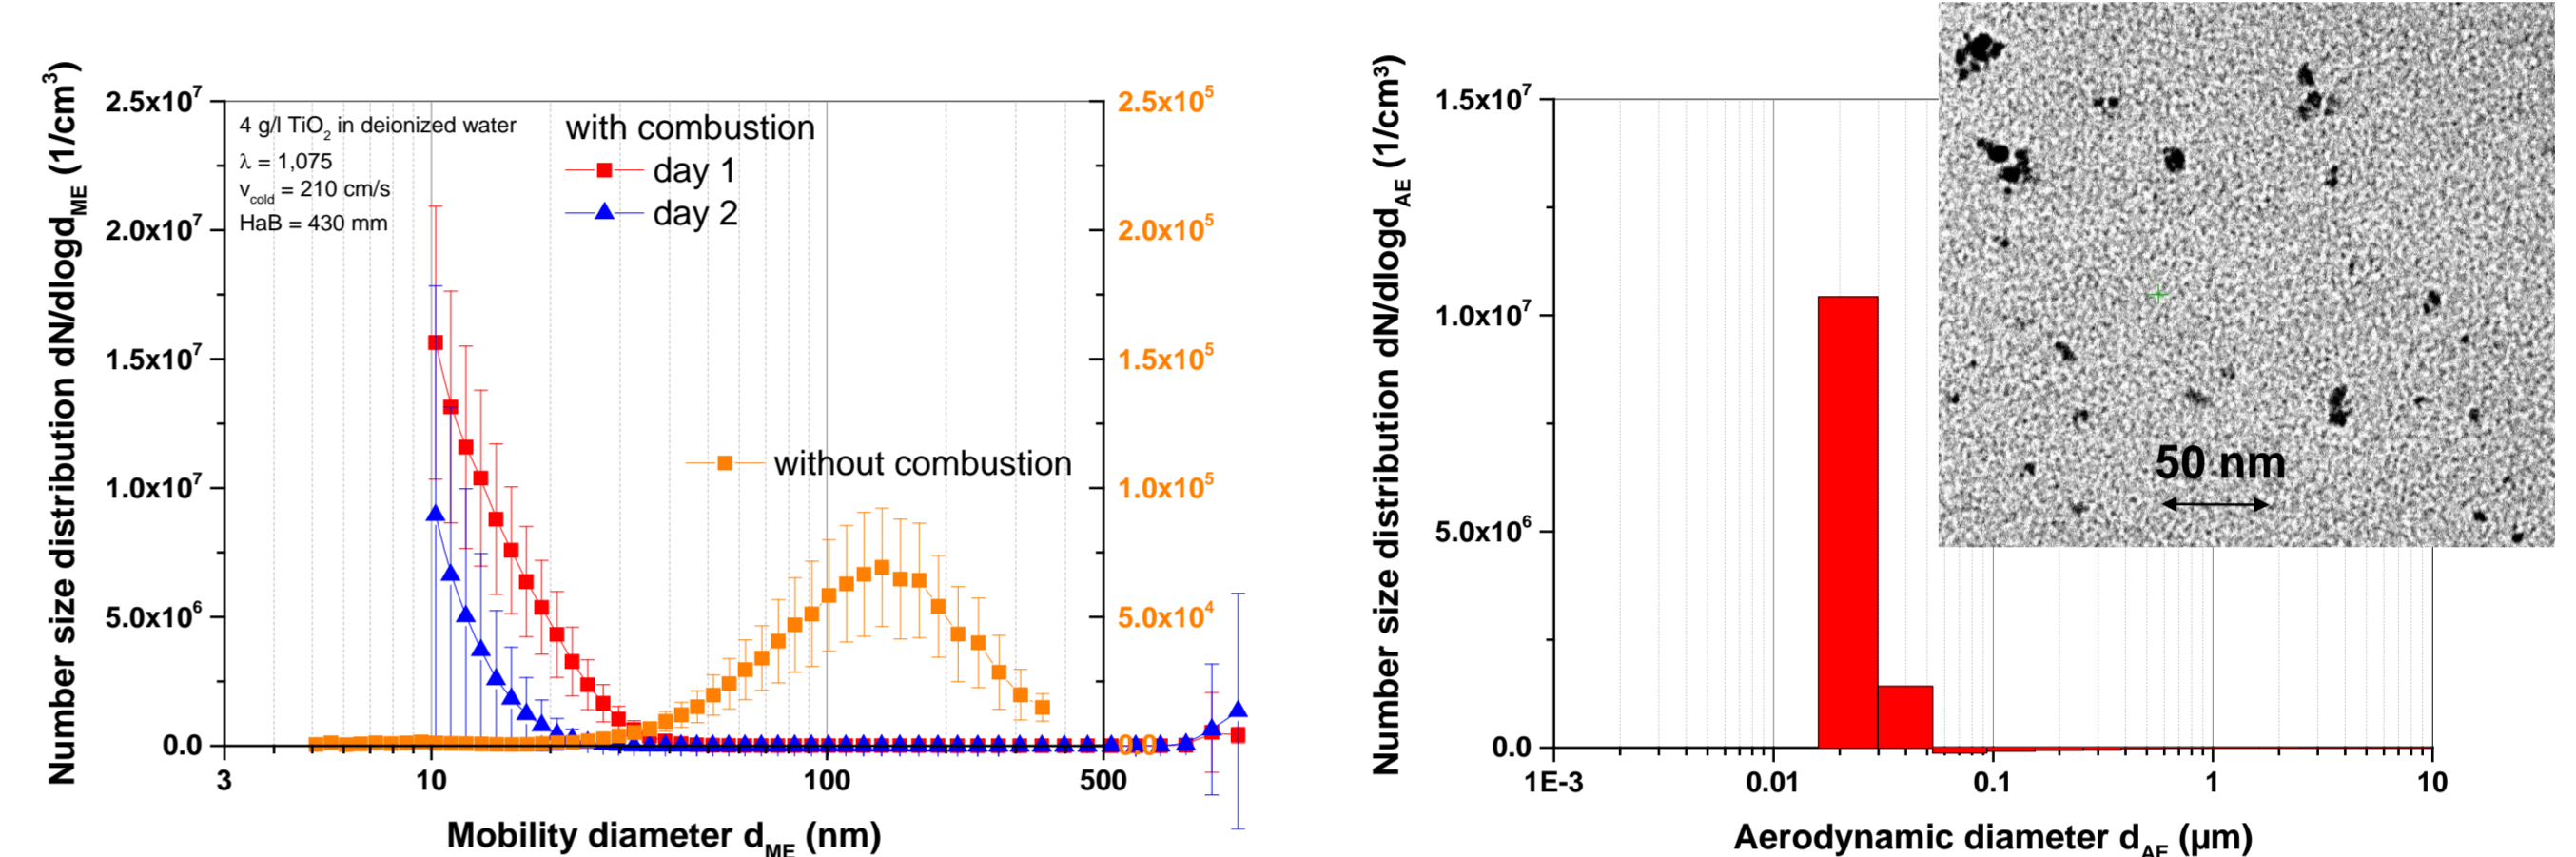 Number size distribution dN/dlogd_ME (1/cm³)
2.5x10⁷
2.0x10⁷
1.5x10⁷
1.0x10⁷
5.0x10⁶
0.0
4 g/l TiO₂ in deionized water
λ = 1,075
v_cold = 210 cm/s
HaB = 430 mm
with combustion
day 1
day 2
without combustion
2.5x10⁵
2.0x10⁵
1.5x10⁵
1.0x10⁵
5.0x10⁴
0.0
3 10 100 500
Mobility diameter d_ME (nm)
Number size distribution dN/dlogd_AE (1/cm³)
1.5x10⁷
1.0x10⁷
5.0x10⁶
0.0
50 nm
1E-3 0.01 0.1 1 10
Aerodynamic diameter d_AE (µm)